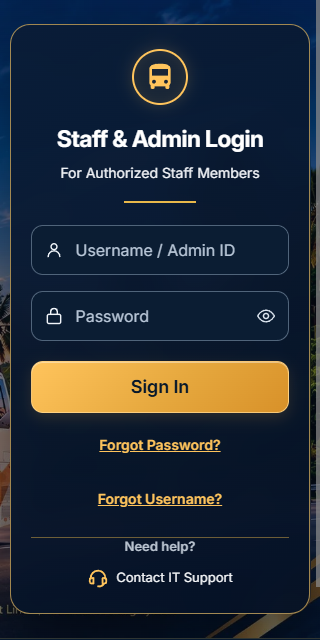 Staff & Admin Login
For Authorized Staff Members
Username / Admin ID
Password
Sign In
Forgot Password?
Forgot Username?
Need help?
Contact IT Support